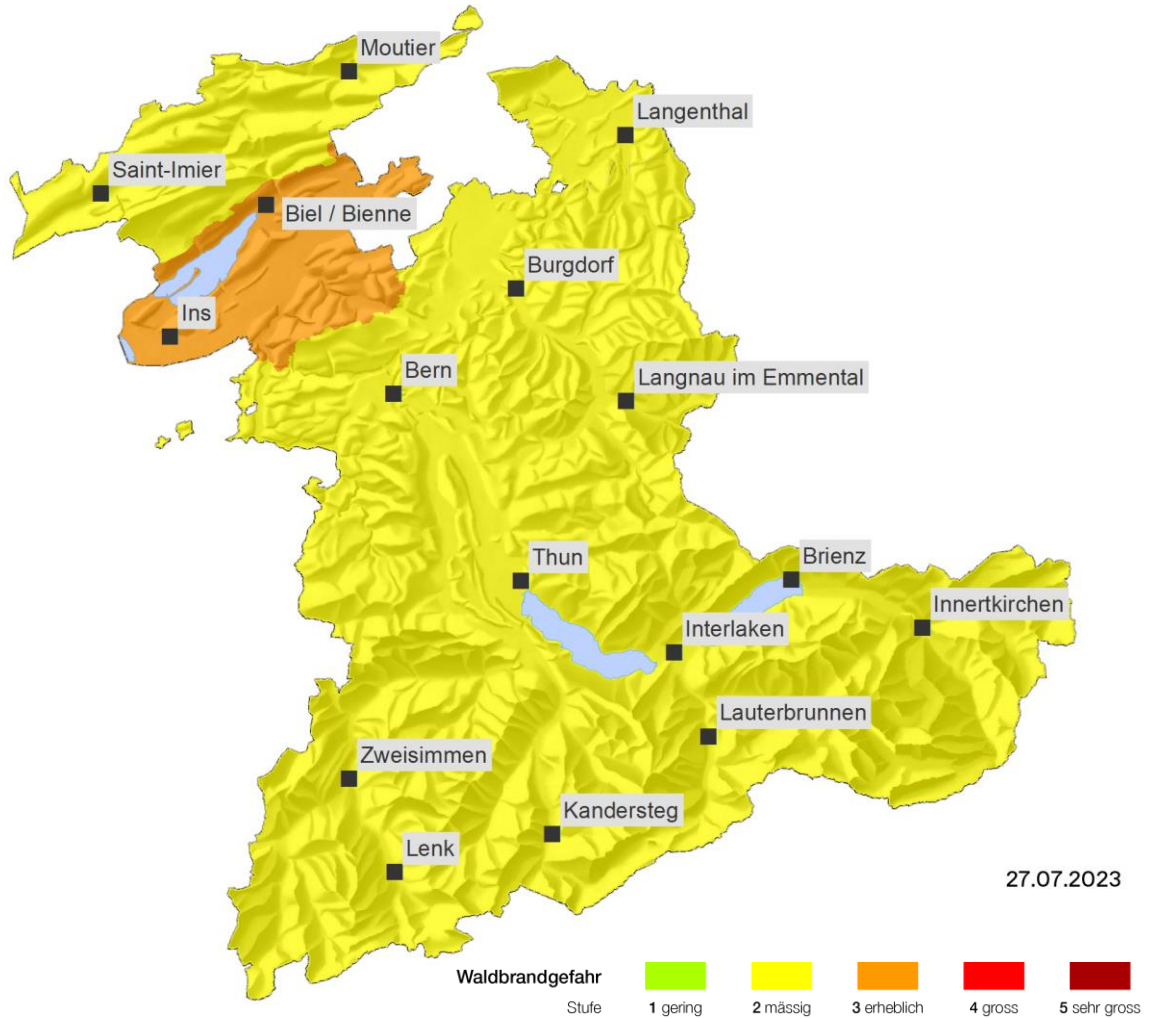 Moutier
Langenthal
Saint-Imier
Biel / Bienne
Burgdorf
Ins
Bern
Langnau im Emmental
Thun
Brienz
Innertkirchen
Interlaken
Lauterbrunnen
Zweisimmen
Kandersteg
Lenk
27.07.2023
Waldbrandgefahr
Stufe 1 gering 2 mässig 3 erheblich 4 gross 5 sehr gross